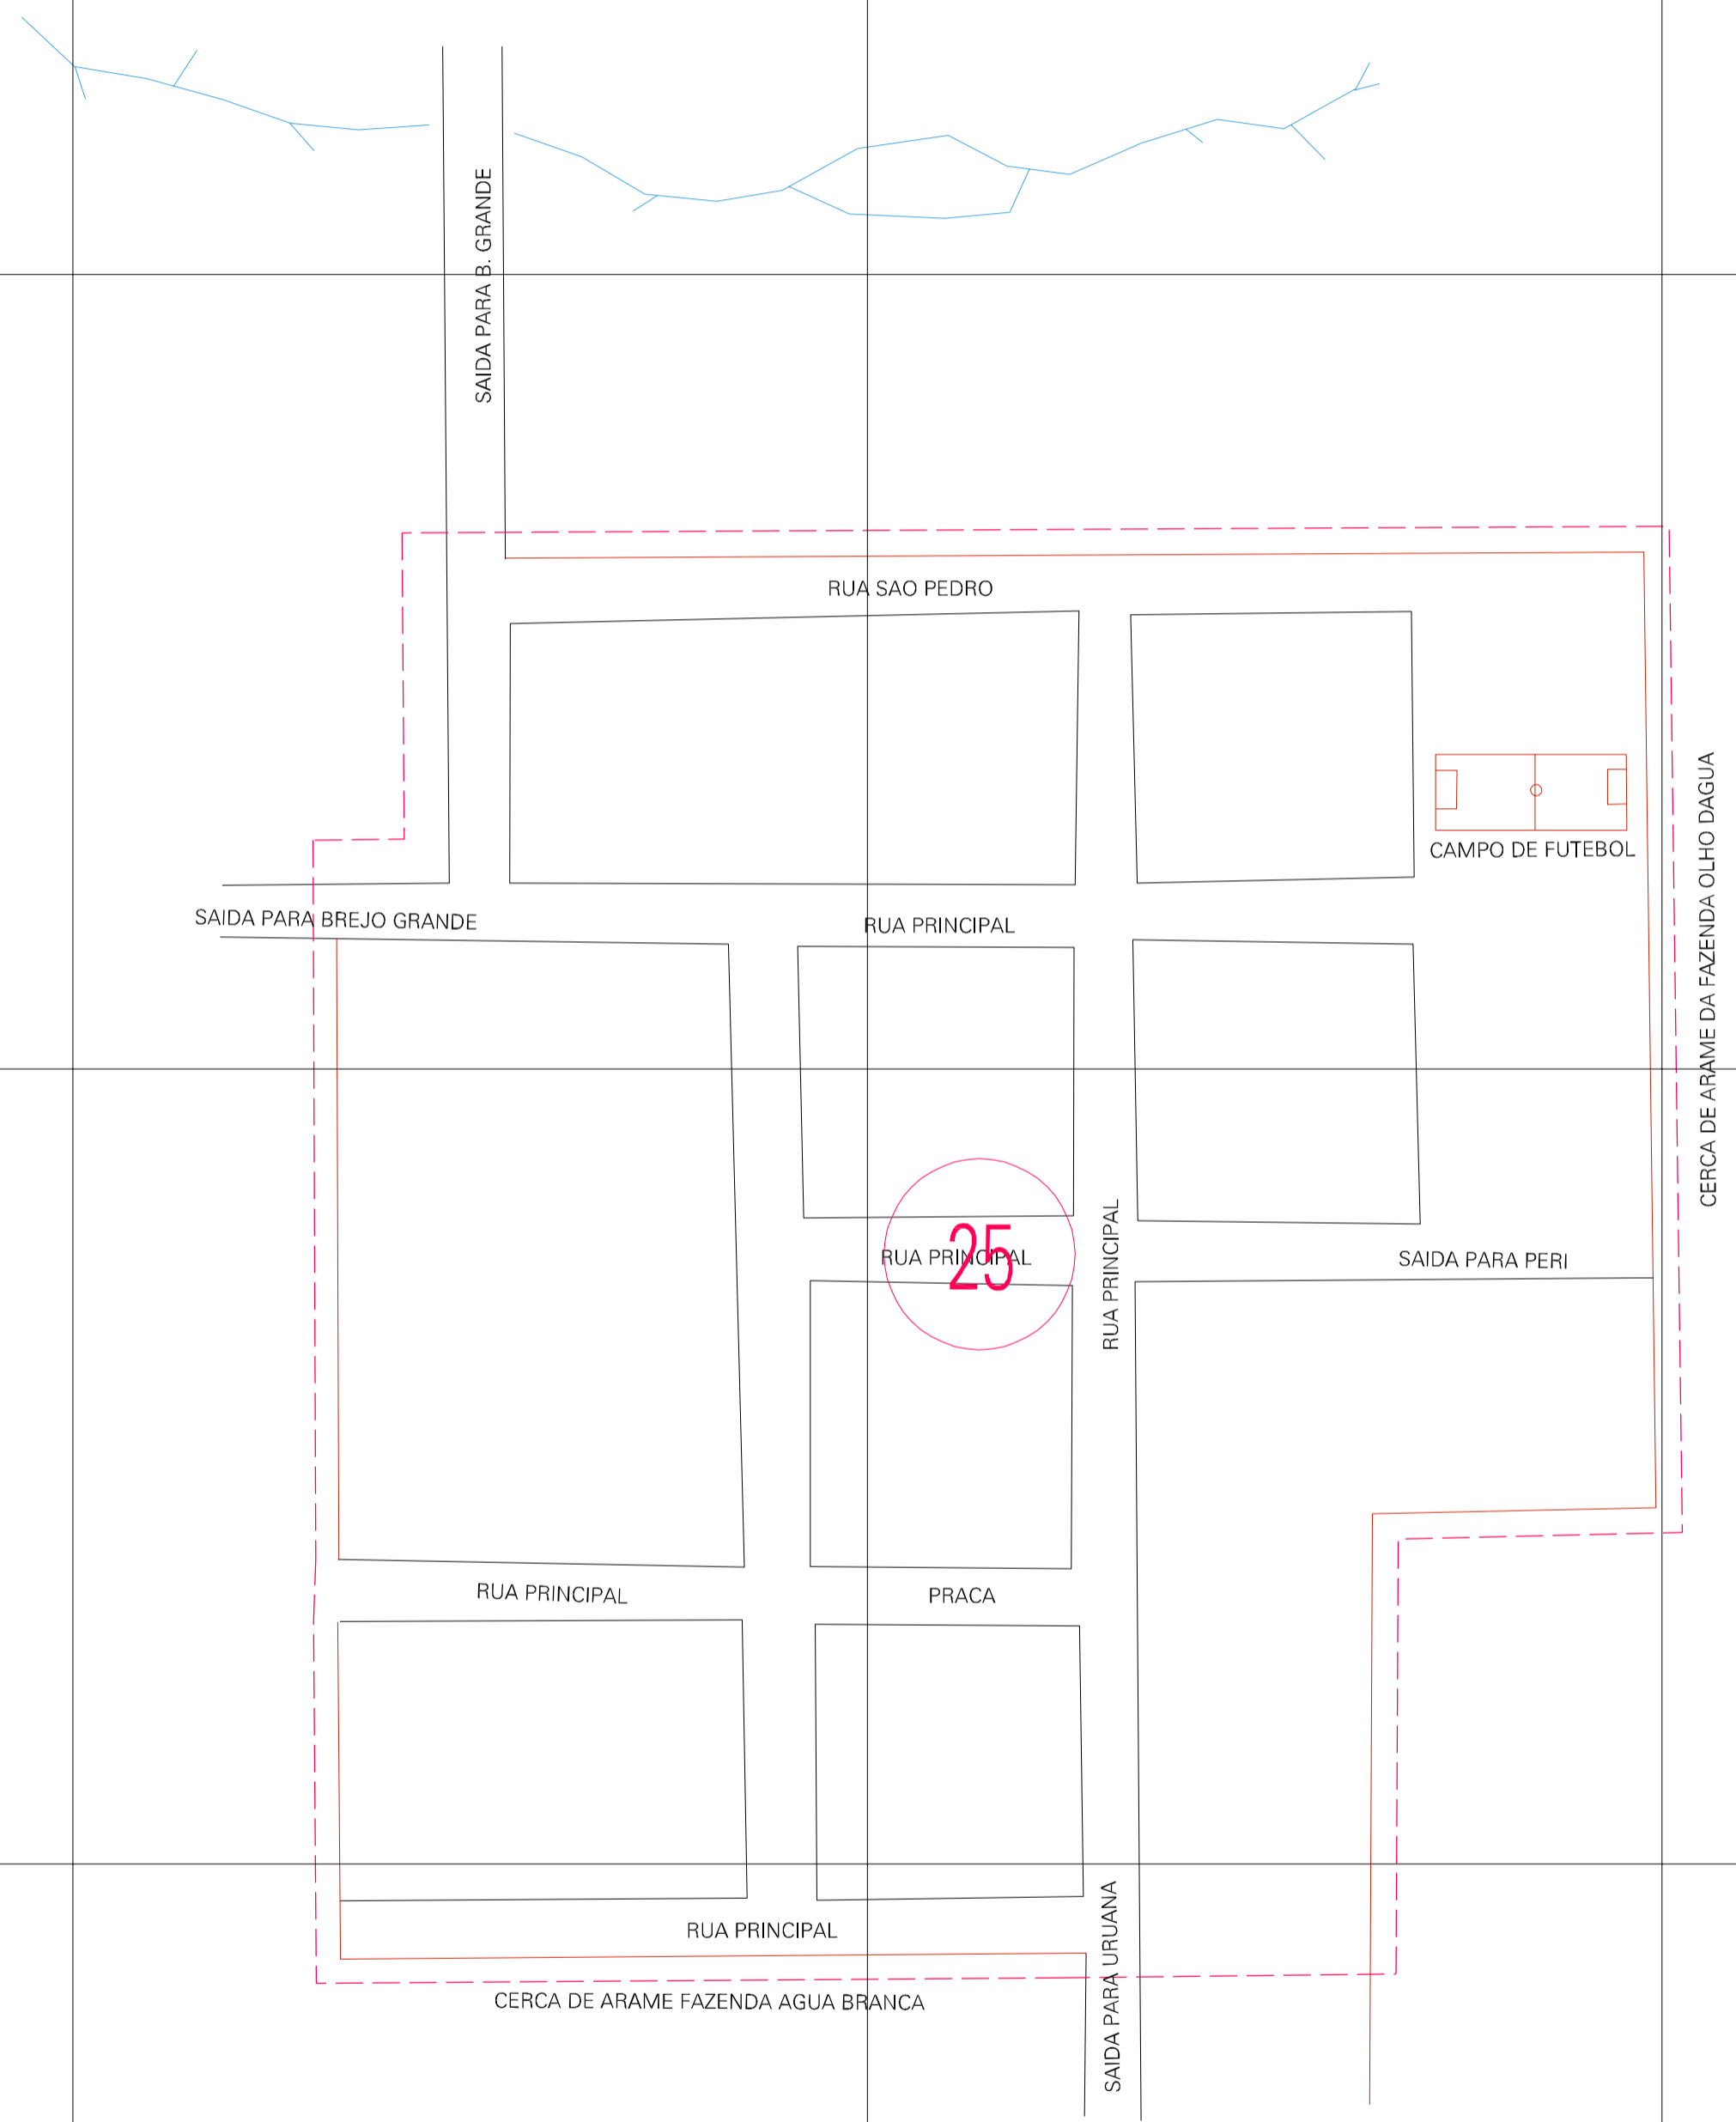 SAIDA PARA B. GRANDE
RUA SAO PEDRO
CAMPO DE FUTEBOL
CERCA DE ARAME DA FAZENDA OLHO DAGUA
SAIDA PARA BREJO GRANDE
RUA PRINCIPAL
25
RUA PRINCIPAL
RUA PRINCIPAL
SAIDA PARA PERI
RUA PRINCIPAL
PRACA
RUA PRINCIPAL
SAIDA PARA URUANA
CERCA DE ARAME FAZENDA AGUA BRANCA